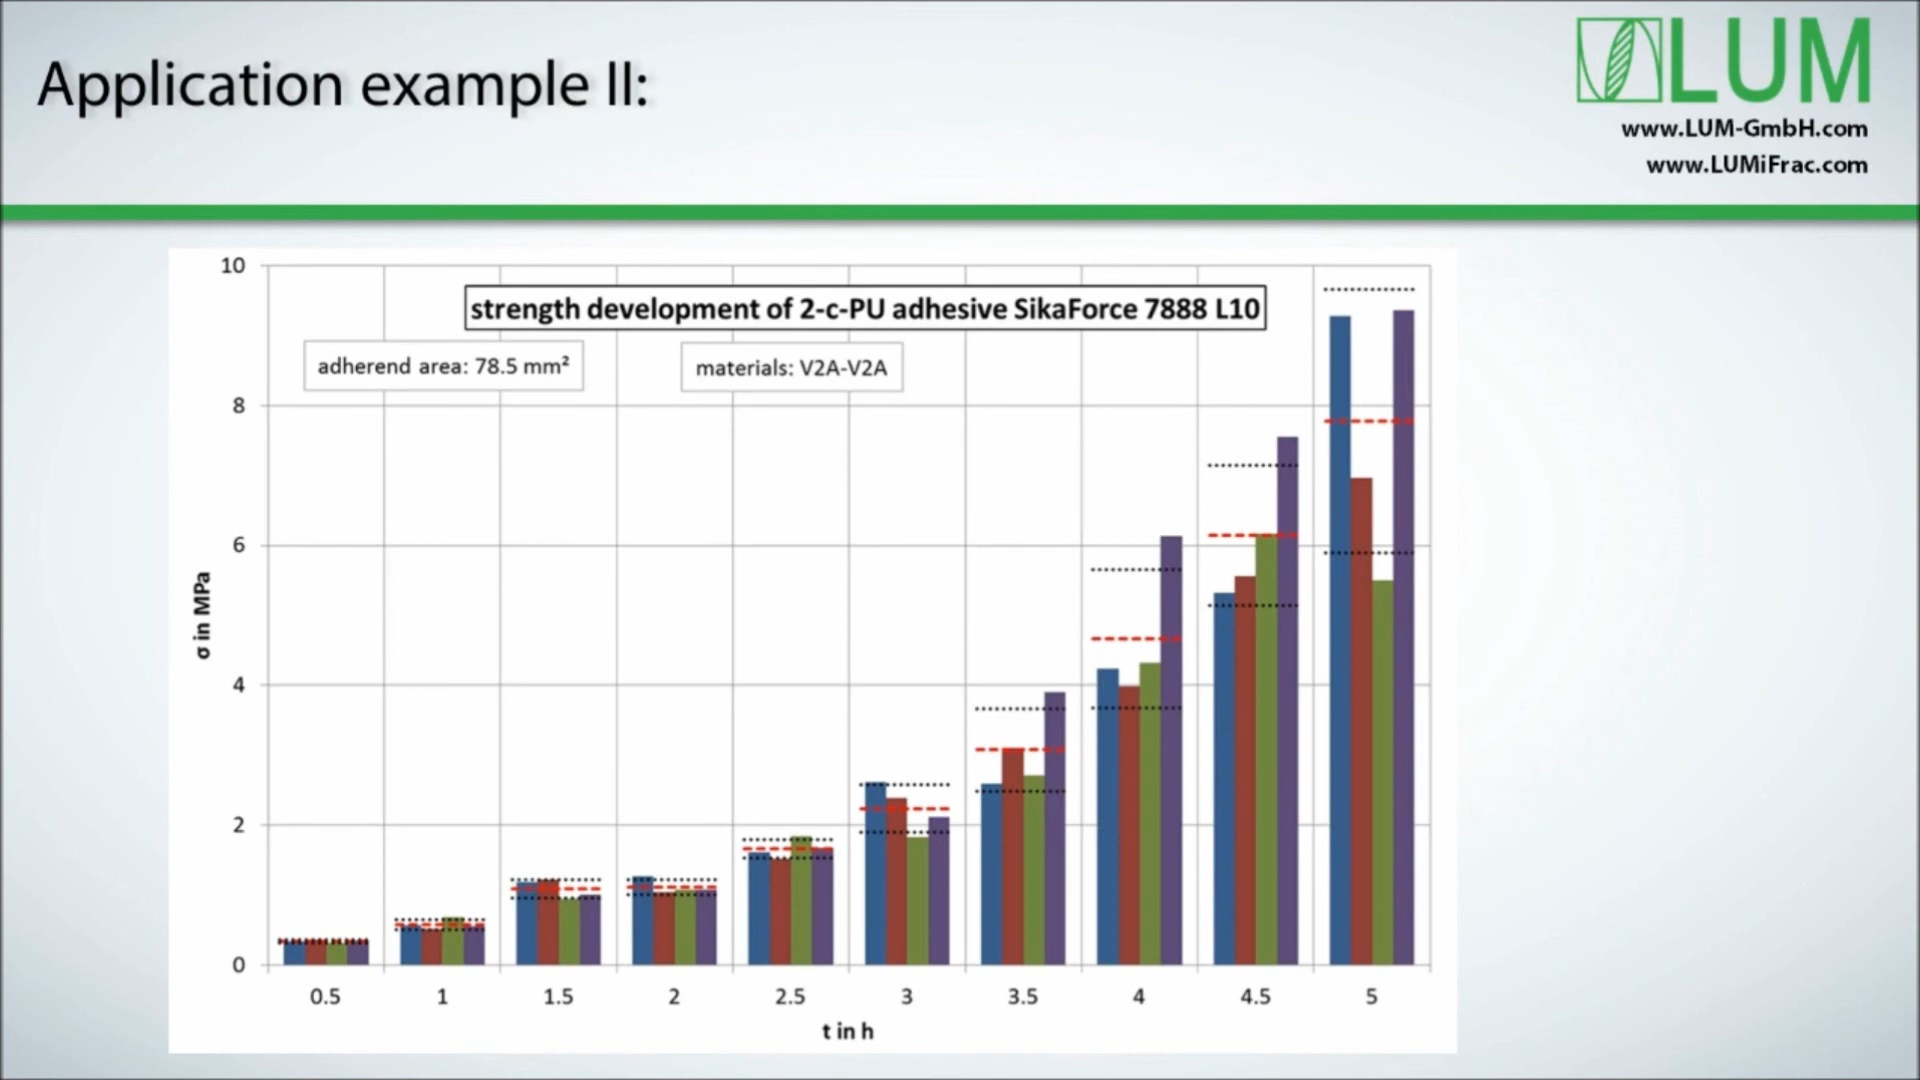 Application example II:
LUM
www.LUM-GmbH.com
www.LUMiFrac.com
strength development of 2-c-PU adhesive SikaForce 7888 L10
adherend area: 78.5 mm²
materials: V2A-V2A
σ in MPa
10
8
6
4
2
0
0.5 1 1.5 2 2.5 3 3.5 4 4.5 5
t in h